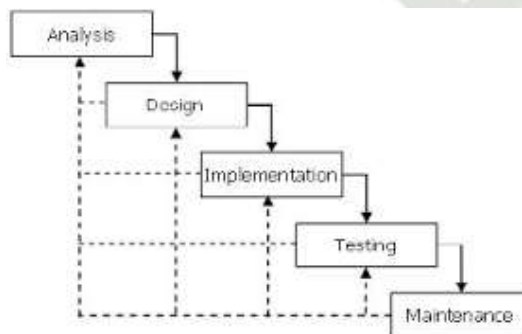 Analysis
Design
Implementation
Testing
Maintenance